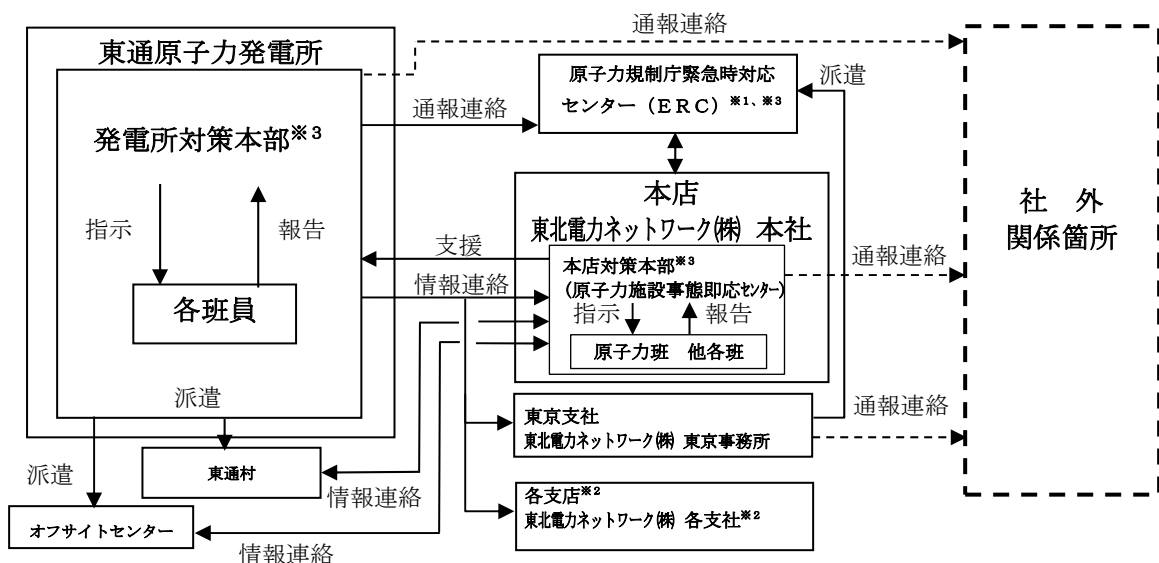 東通原子力発電所
発電所対策本部※3
指示
報告
各班員
派遣
派遣
東通村
オフサイトセンター
通報連絡
通報連絡
原子力規制庁緊急時対応
センター（ERC）※1、※3
派遣
本店
東北電力ネットワーク㈱ 本社
支援
情報連絡
本店対策本部※3
(原子力施設事態即応センター)
指示
報告
原子力班 他各班
通報連絡
東京支社
東北電力ネットワーク㈱ 東京事務所
通報連絡
情報連絡
各支店※2
東北電力ネットワーク㈱ 各支社※2
情報連絡
社 外
関係箇所